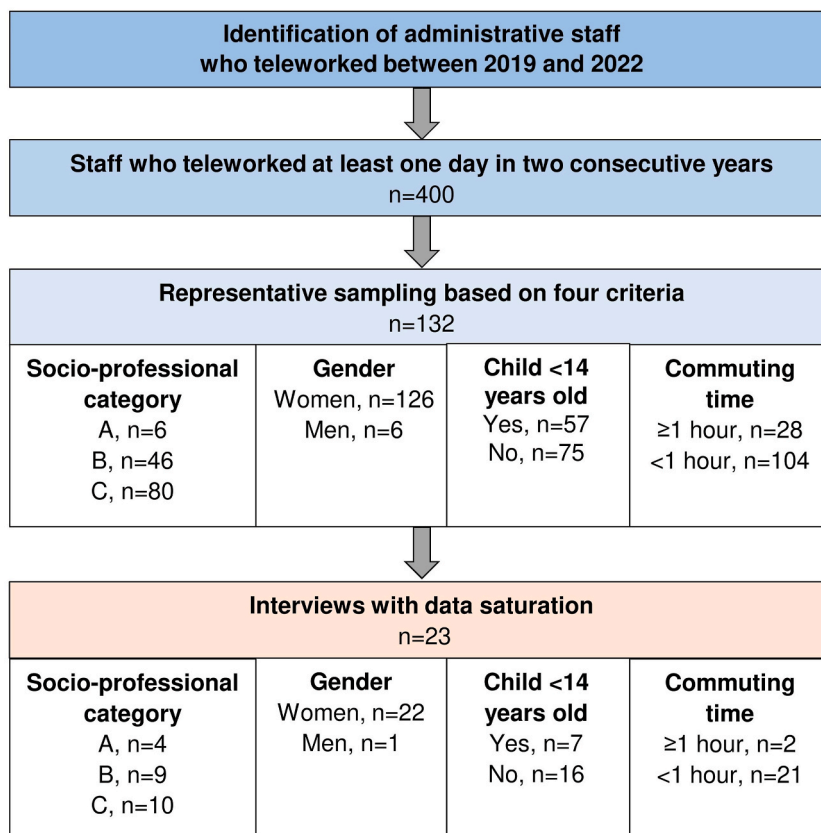 Identification of administrative staff
who teleworked between 2019 and 2022
Staff who teleworked at least one day in two consecutive years
n=400
Representative sampling based on four criteria
n=132
Socio-professional
category
A, n=6
B, n=46
C, n=80
Gender
Women, n=126
Men, n=6
Child <14
years old
Yes, n=57
No, n=75
Commuting
time
≥1 hour, n=28
<1 hour, n=104
Interviews with data saturation
n=23
Socio-professional
category
A, n=4
B, n=9
C, n=10
Gender
Women, n=22
Men, n=1
Child <14
years old
Yes, n=7
No, n=16
Commuting
time
≥1 hour, n=2
<1 hour, n=21